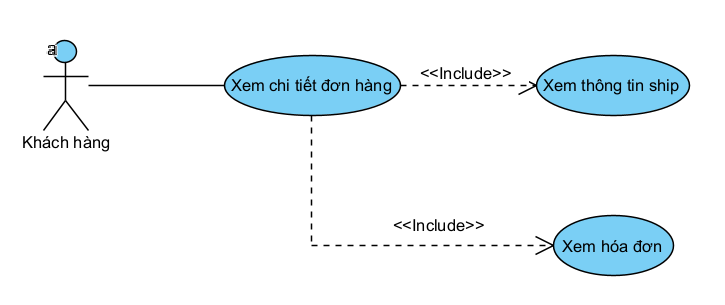 a
Khách hàng
Xem chi tiết đơn hàng
<<Include>>
Xem thông tin ship
<<Include>>
Xem hóa đơn